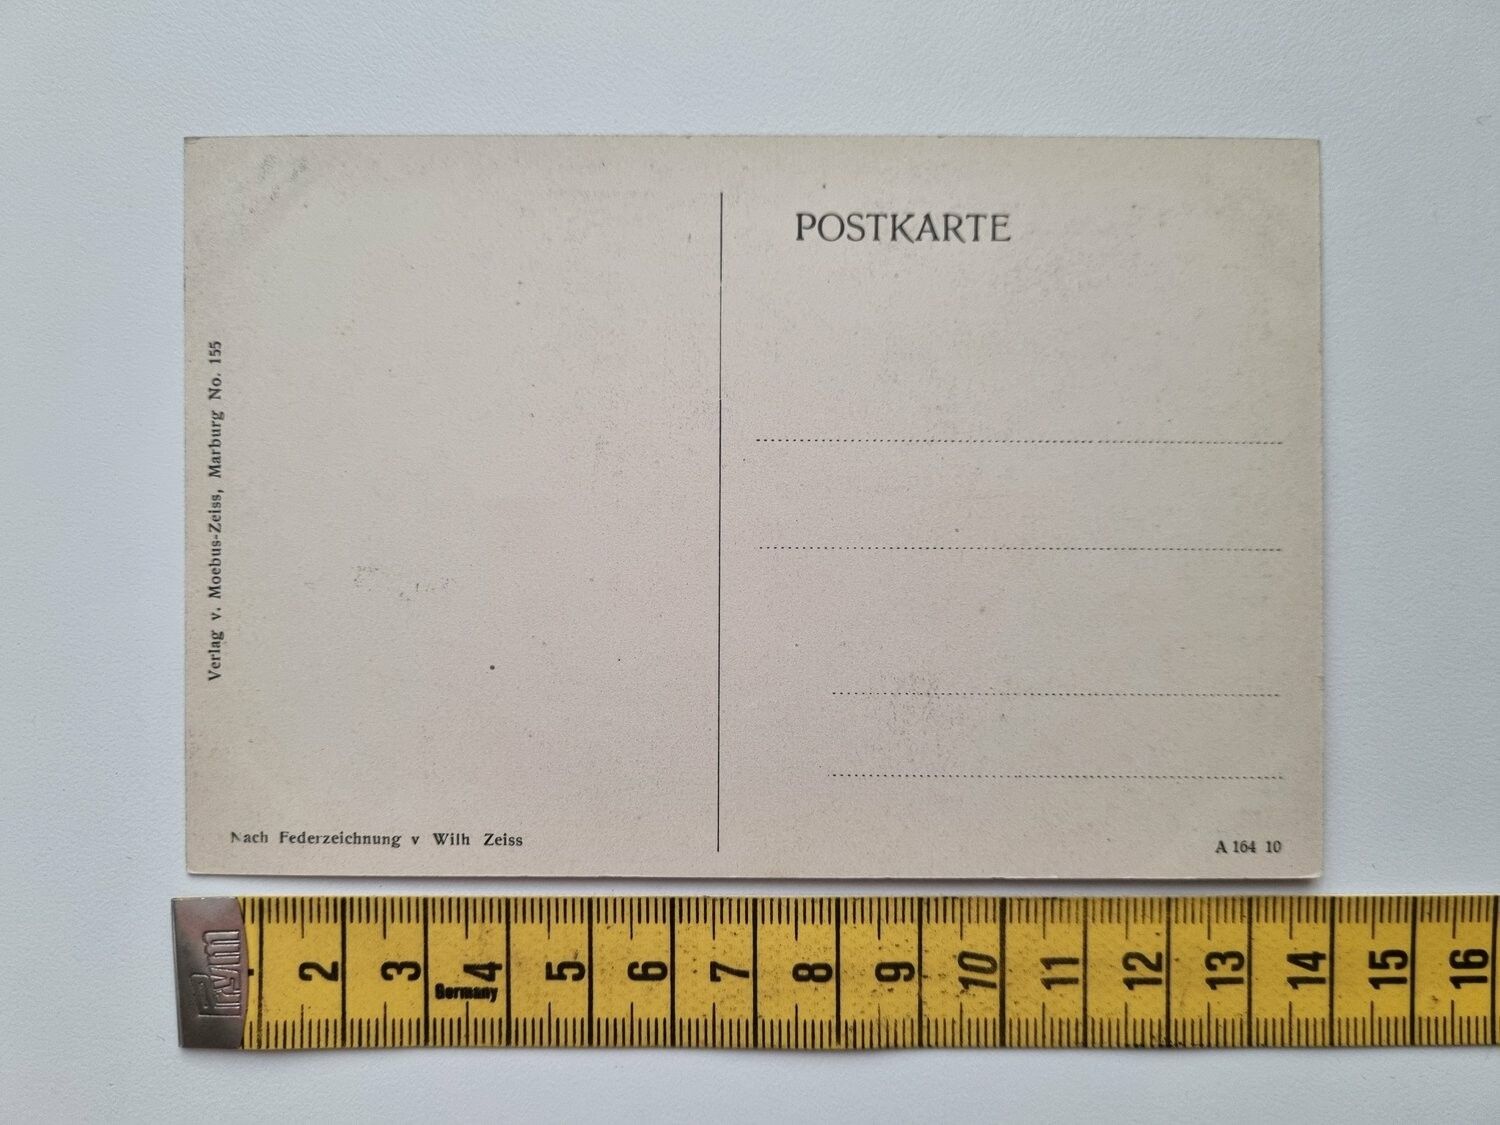 POSTKARTE
Verlag v. Moebus-Zeiss, Marburg No. 155
Nach Federzeichnung v Wilh Zeiss
A 164 10
Prym
2 3 4 5 6 7 8 9 10 11 12 13 14 15 16
Germany